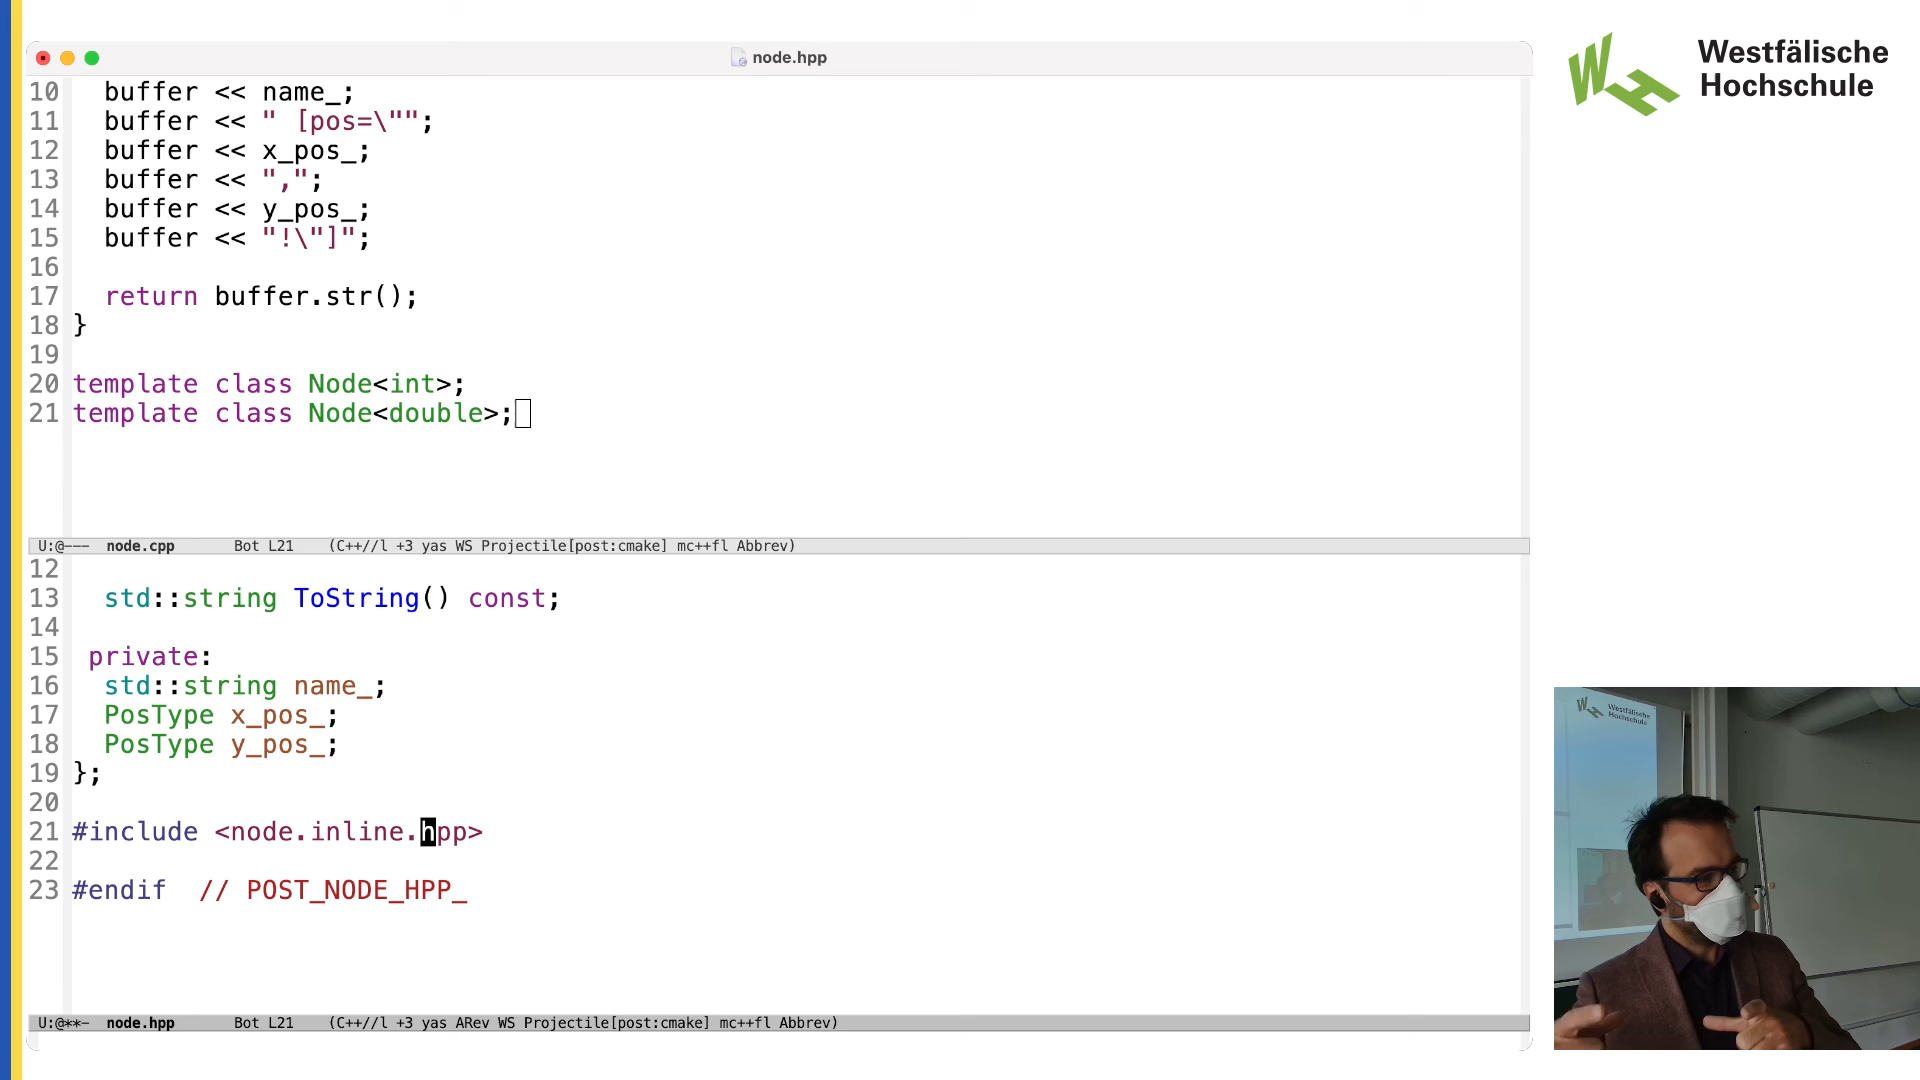 node.hpp
10 buffer << name_;
11 buffer << " [pos=\"";
12 buffer << x_pos_;
13 buffer << ",";
14 buffer << y_pos_;
15 buffer << "!\"]";
16
17 return buffer.str();
18 }
19
20 template class Node<int>;
21 template class Node<double>;
U:@--- node.cpp Bot L21 (C++//l +3 yas WS Projectile[post:cmake] mc++fl Abbrev)
12
13 std::string ToString() const;
14
15 private:
16 std::string name_;
17 PosType x_pos_;
18 PosType y_pos_;
19 };
20
21 #include <node.inline.hpp>
22
23 #endif // POST_NODE_HPP_
U:@**- node.hpp Bot L21 (C++//l +3 yas ARev WS Projectile[post:cmake] mc++fl Abbrev)
WH
Westfälische
Hochschule
WH
Westfälische
Hochschule